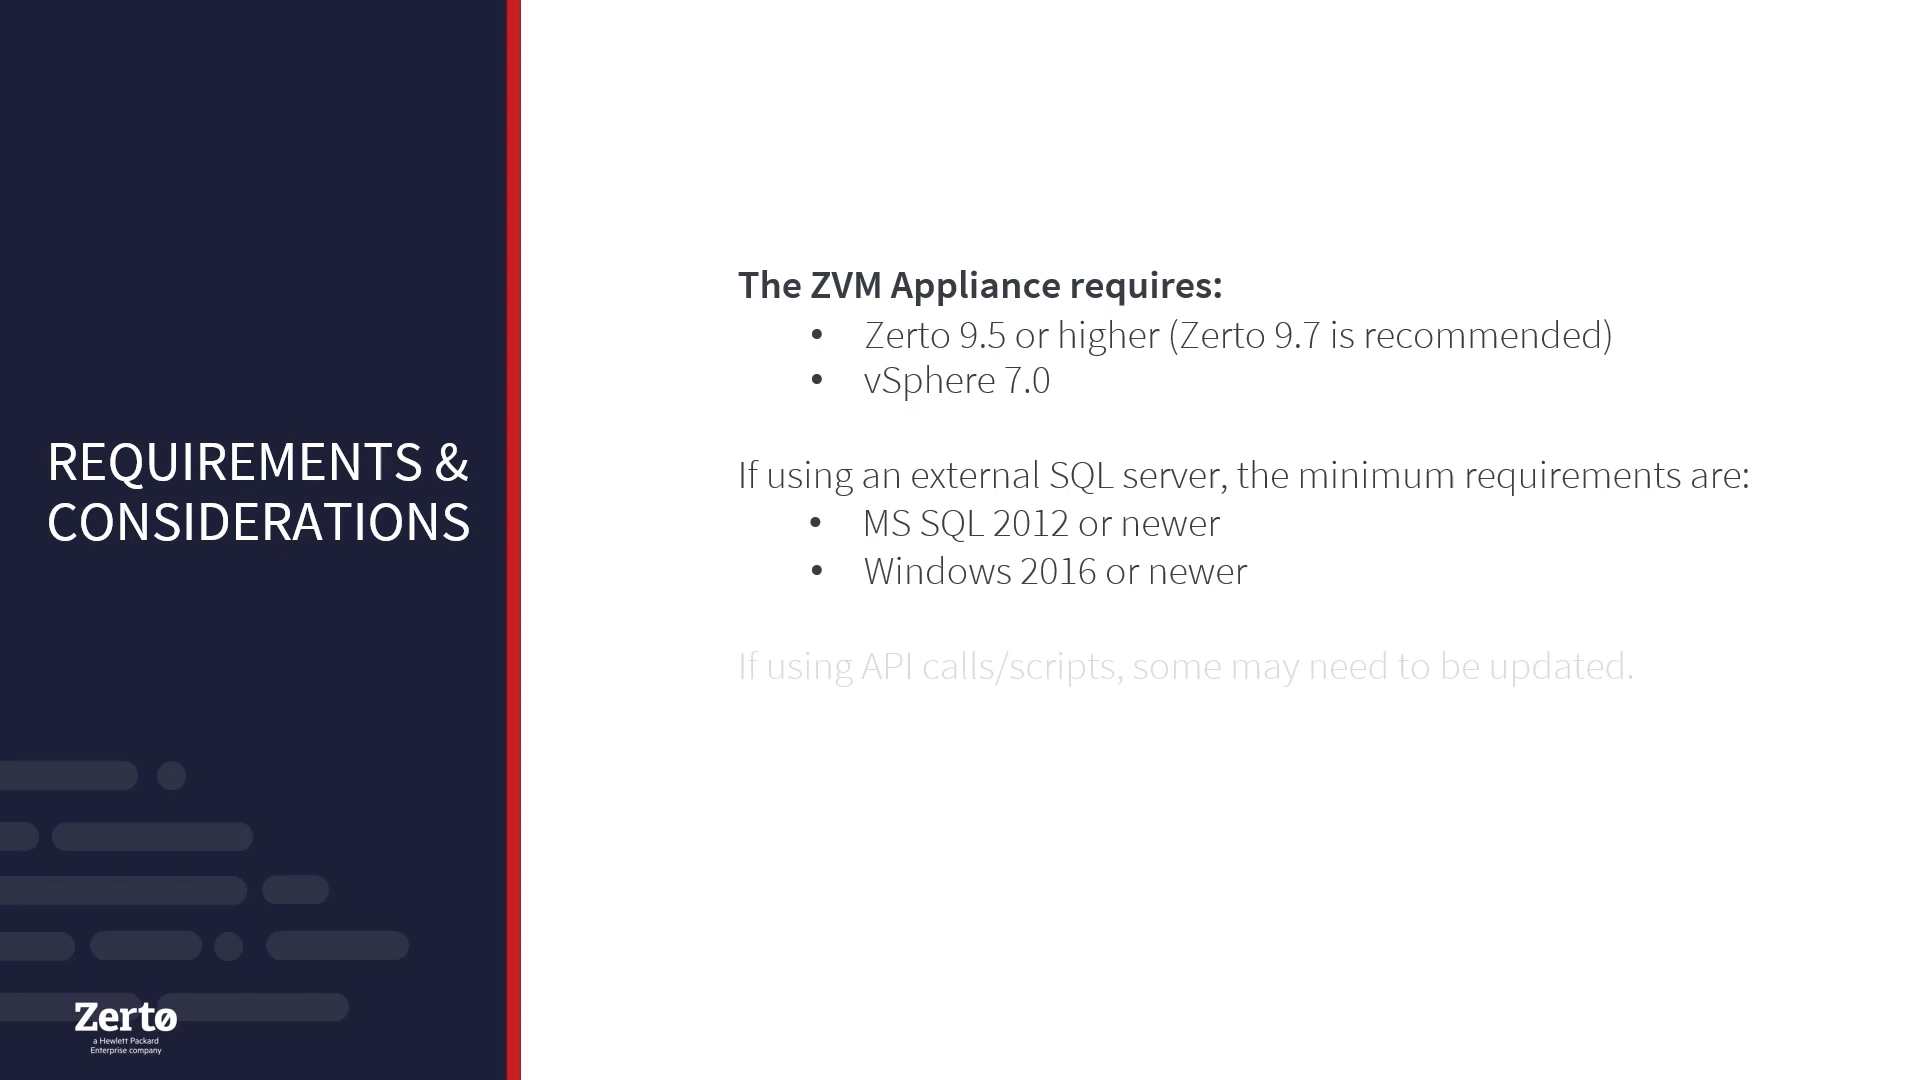 REQUIREMENTS &
CONSIDERATIONS
The ZVM Appliance requires:
• Zerto 9.5 or higher (Zerto 9.7 is recommended)
• vSphere 7.0
If using an external SQL server, the minimum requirements are:
• MS SQL 2012 or newer
• Windows 2016 or newer
If using API calls/scripts, some may need to be updated.
Zerto
a Hewlett Packard
Enterprise company